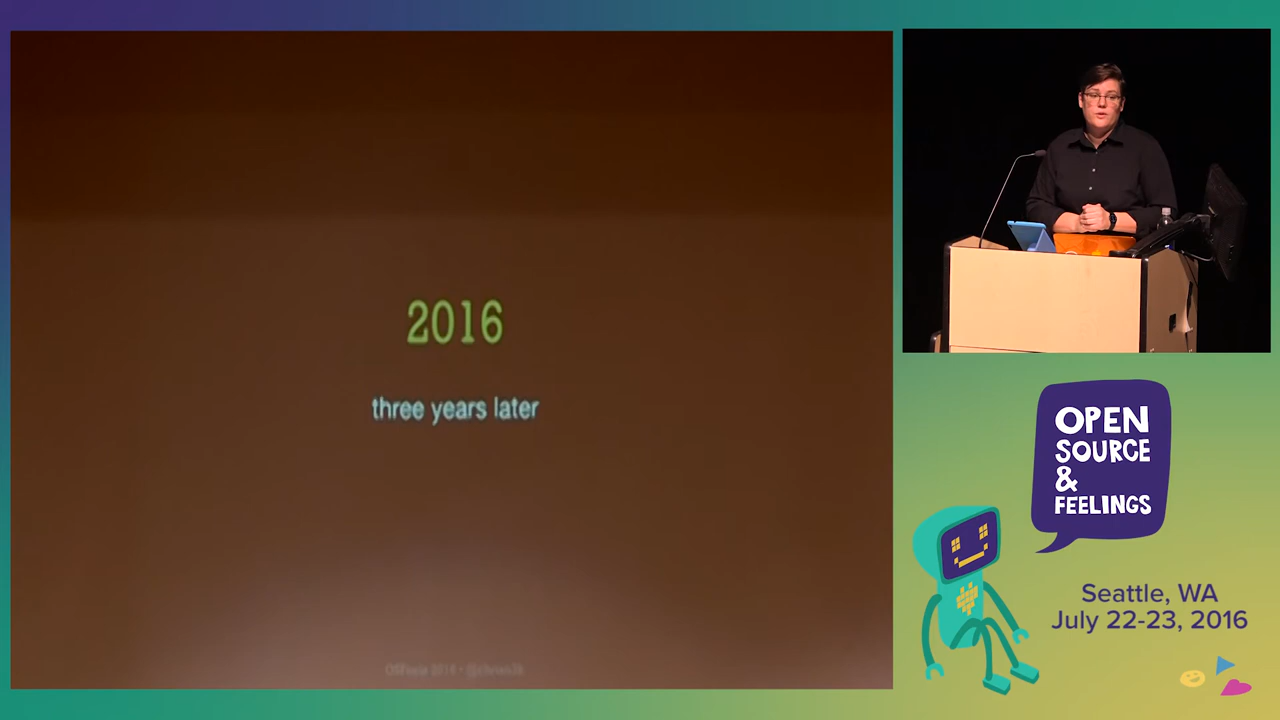 2016
three years later
OPEN
SOURCE
&
FEELINGS
Seattle, WA
July 22-23, 2016